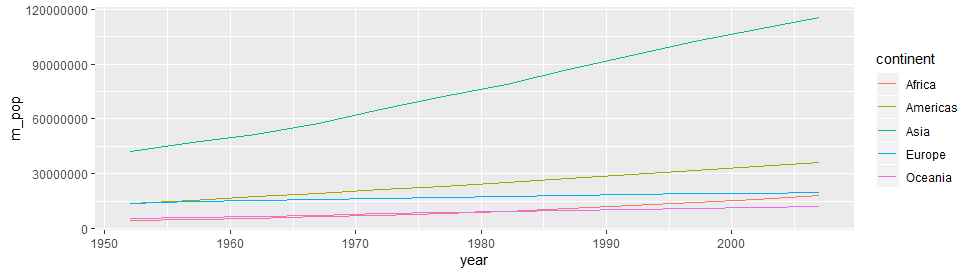 120000000
90000000
60000000
30000000
0
m_pop
1950
1960
1970
1980
1990
2000
year
continent
Africa
Americas
Asia
Europe
Oceania